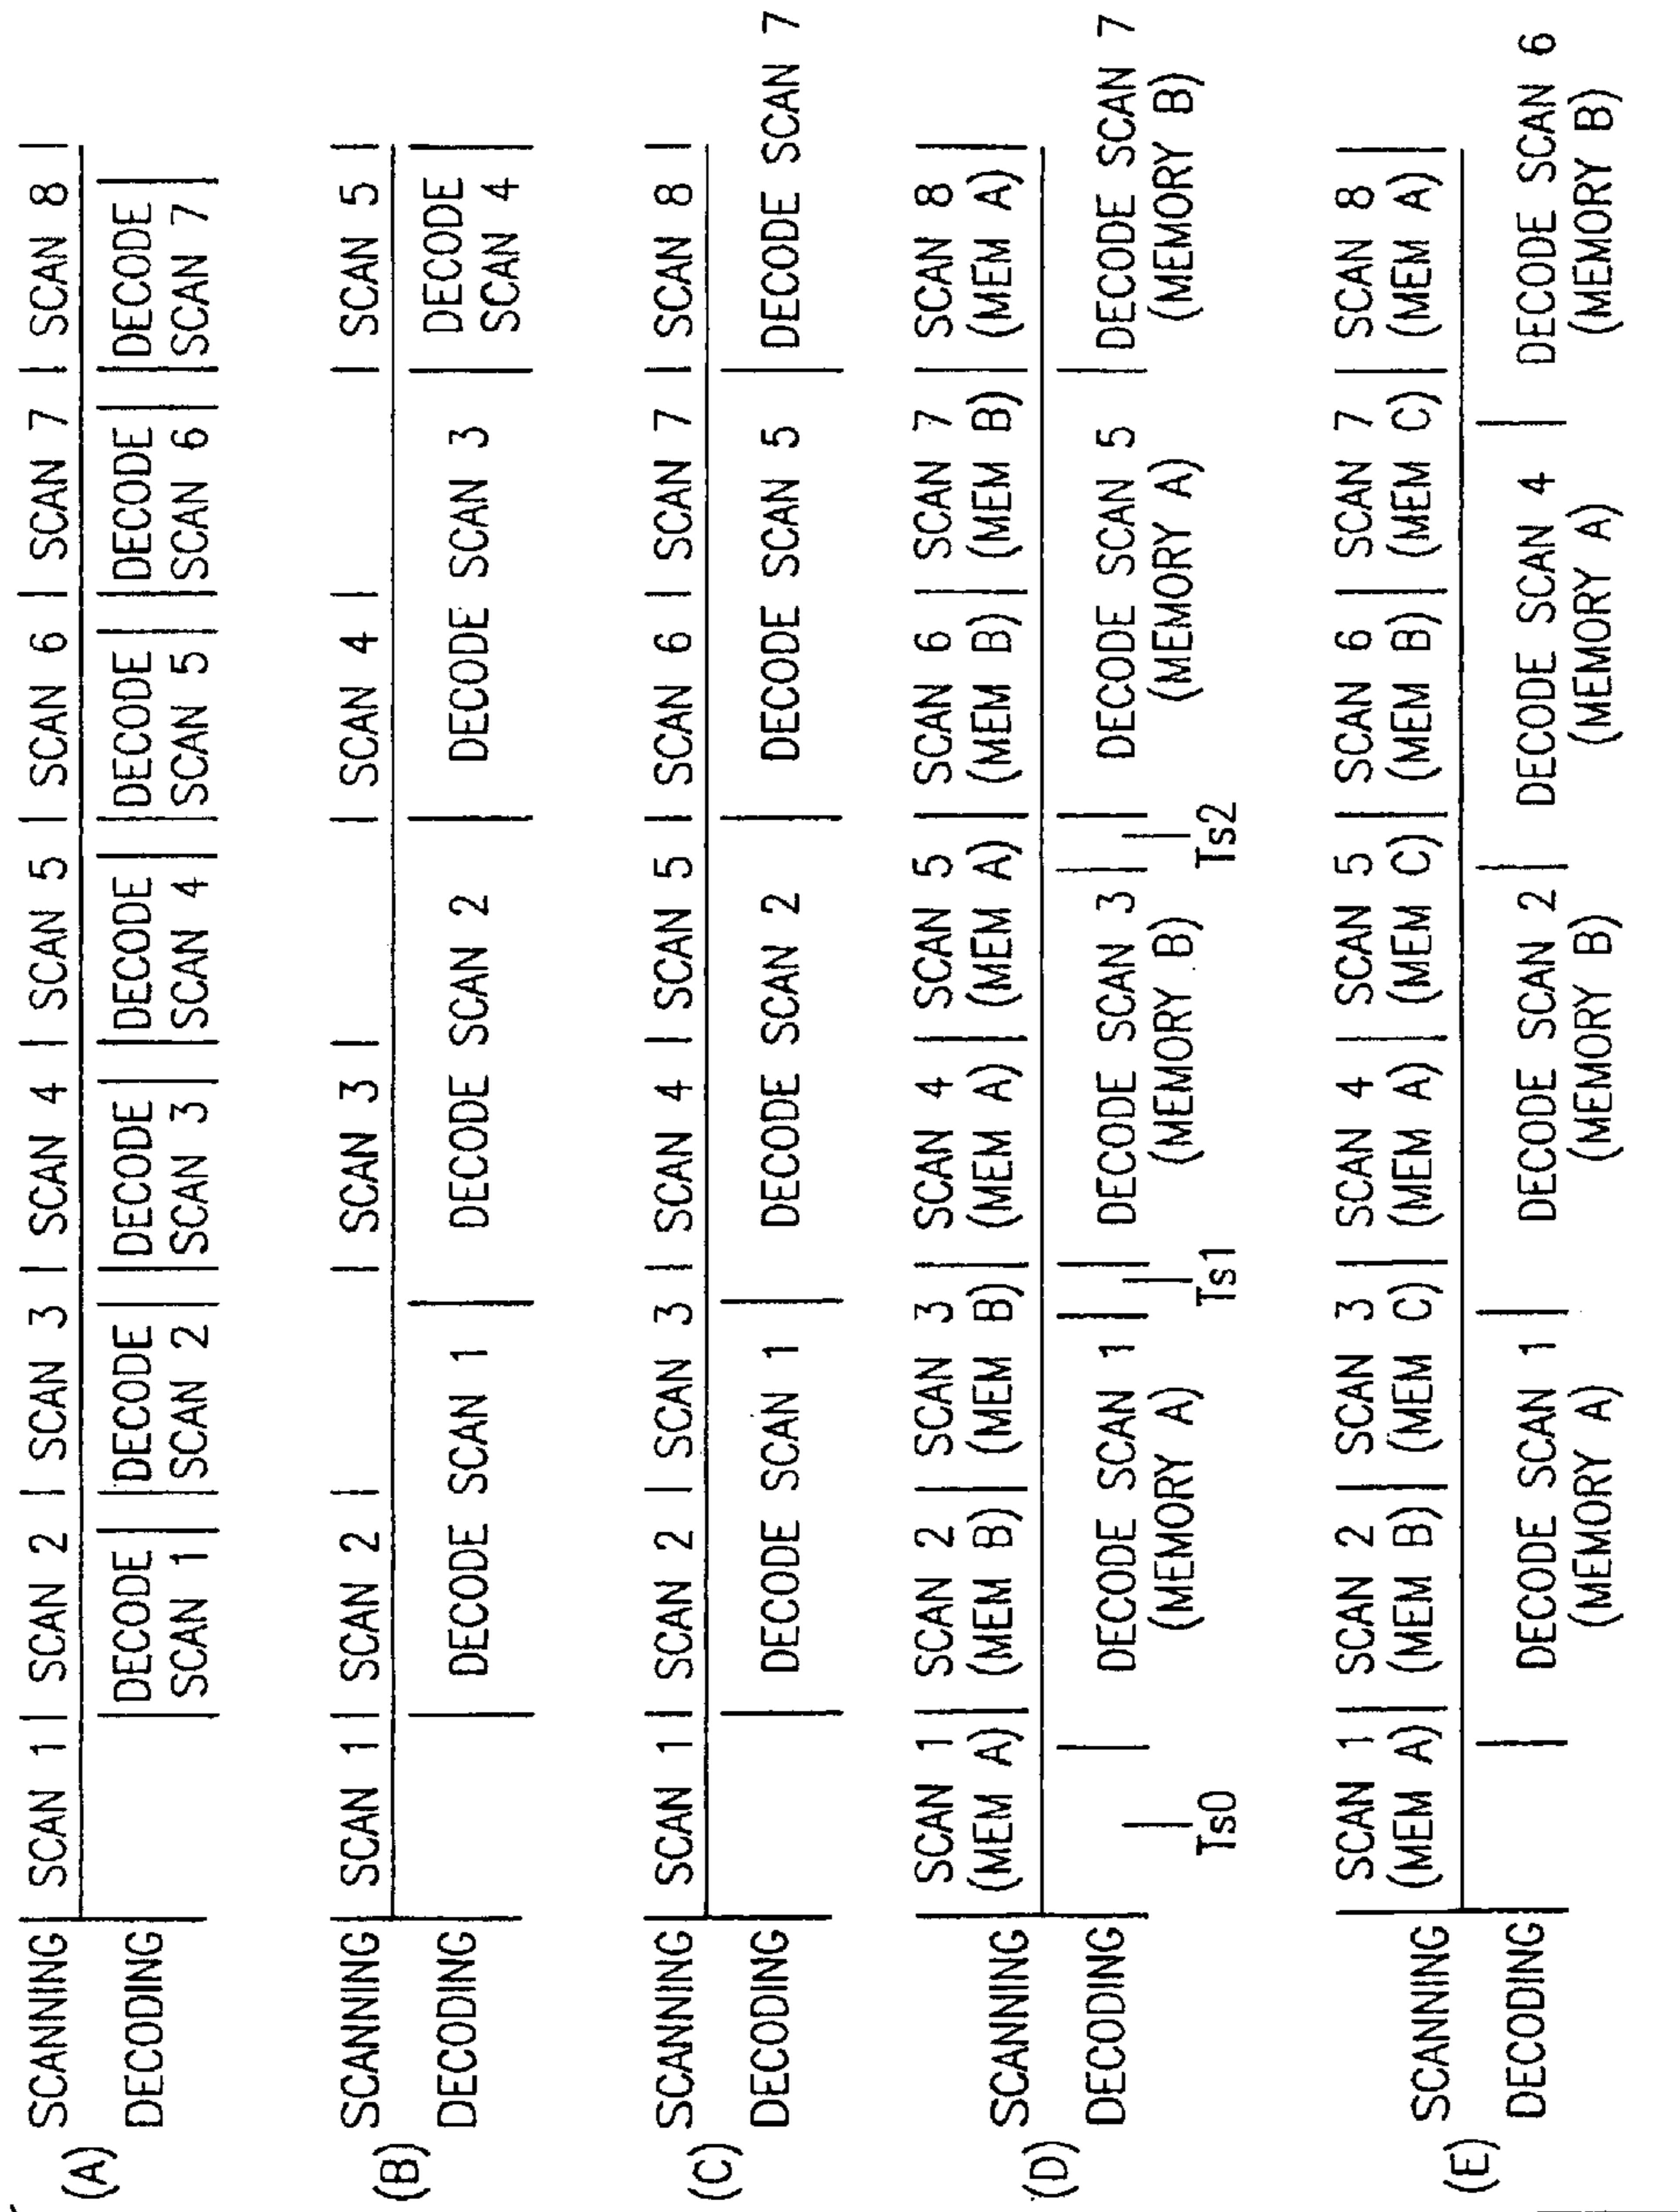 (A)
SCANNING | SCAN 1 | SCAN 2 | SCAN 3 | SCAN 4 | SCAN 5 | SCAN 6 | SCAN 7 | SCAN 8 |
DECODING | DECODE | DECODE | DECODE | DECODE | DECODE | DECODE | DECODE
SCAN 1 | SCAN 2 | SCAN 3 | SCAN 4 | SCAN 5 | SCAN 6 | SCAN 7
(B)
SCANNING | SCAN 1 | SCAN 2 | SCAN 3 | SCAN 4 | SCAN 5 |
DECODING | DECODE SCAN 1 | DECODE SCAN 2 | DECODE SCAN 3 | DECODE
SCAN 4
(C)
SCANNING | SCAN 1 | SCAN 2 | SCAN 3 | SCAN 4 | SCAN 5 | SCAN 6 | SCAN 7 | SCAN 8 |
DECODING | DECODE SCAN 1 | DECODE SCAN 2 | DECODE SCAN 5 | DECODE SCAN 7
(D)
SCANNING | SCAN 1 | SCAN 2 | SCAN 3 | SCAN 4 | SCAN 5 | SCAN 6 | SCAN 7 | SCAN 8
(MEM A) | (MEM B) | (MEM B) | (MEM A) | (MEM A) | (MEM B) | (MEM B) | (MEM A)
DECODING | DECODE SCAN 1 | DECODE SCAN 3 | DECODE SCAN 5 | DECODE SCAN 7
(MEMORY A) (MEMORY B) (MEMORY A) (MEMORY B)
Ts0 Ts1 Ts2
(E)
SCANNING | SCAN 1 | SCAN 2 | SCAN 3 | SCAN 4 | SCAN 5 | SCAN 6 | SCAN 7 | SCAN 8
(MEM A) | (MEM B) | (MEM C) | (MEM A) | (MEM C) | (MEM B) | (MEM C) | (MEM A)
DECODING | DECODE SCAN 1 | DECODE SCAN 2 | DECODE SCAN 4 | DECODE SCAN 6
(MEMORY A) (MEMORY B) (MEMORY A) (MEMORY B)